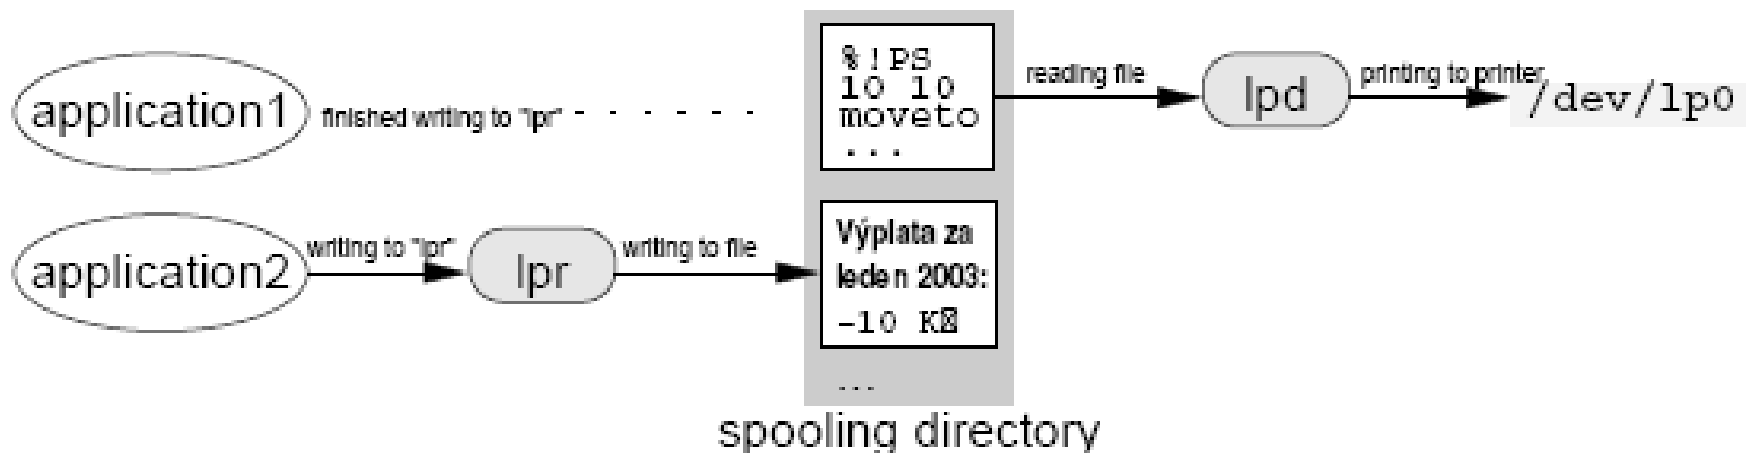 %!PS
10 10
moveto
...
reading file
lpd
printing to printer
/dev/lp0
application1
finished writing to "lpr"
application2
writing to "lpr"
lpr
writing to file
Výplata za
leden 2003:
-10
...
spooling directory